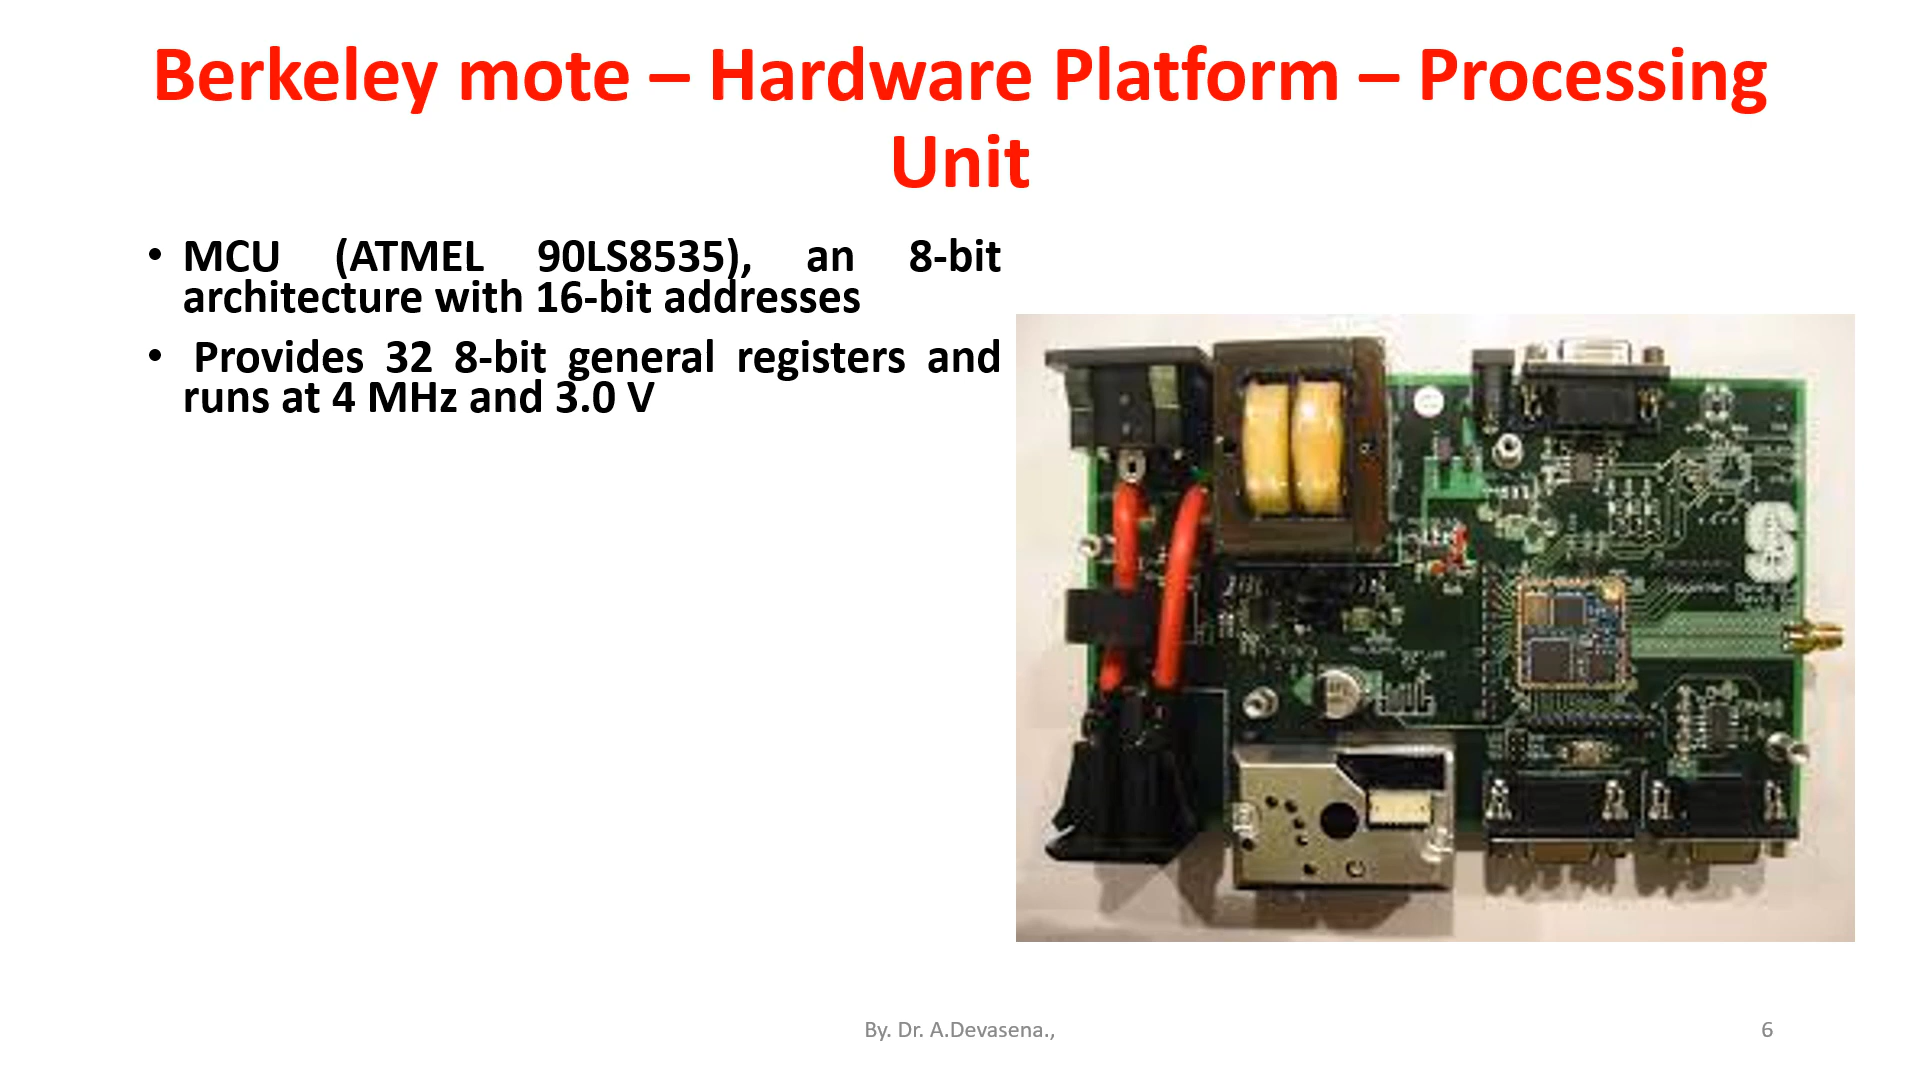 Berkeley mote – Hardware Platform – Processing
Unit
• MCU (ATMEL 90LS8535), an 8-bit
architecture with 16-bit addresses
• Provides 32 8-bit general registers and
runs at 4 MHz and 3.0 V
By. Dr. A.Devasena.,
6